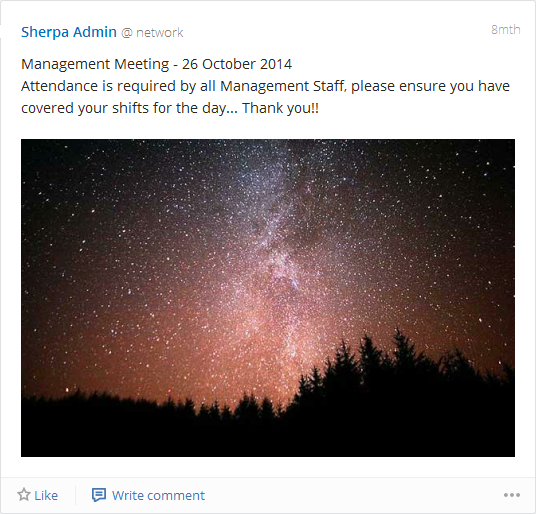 Sherpa Admin @ network 8mth
Management Meeting - 26 October 2014
Attendance is required by all Management Staff, please ensure you have
covered your shifts for the day... Thank you!!
Like Write comment